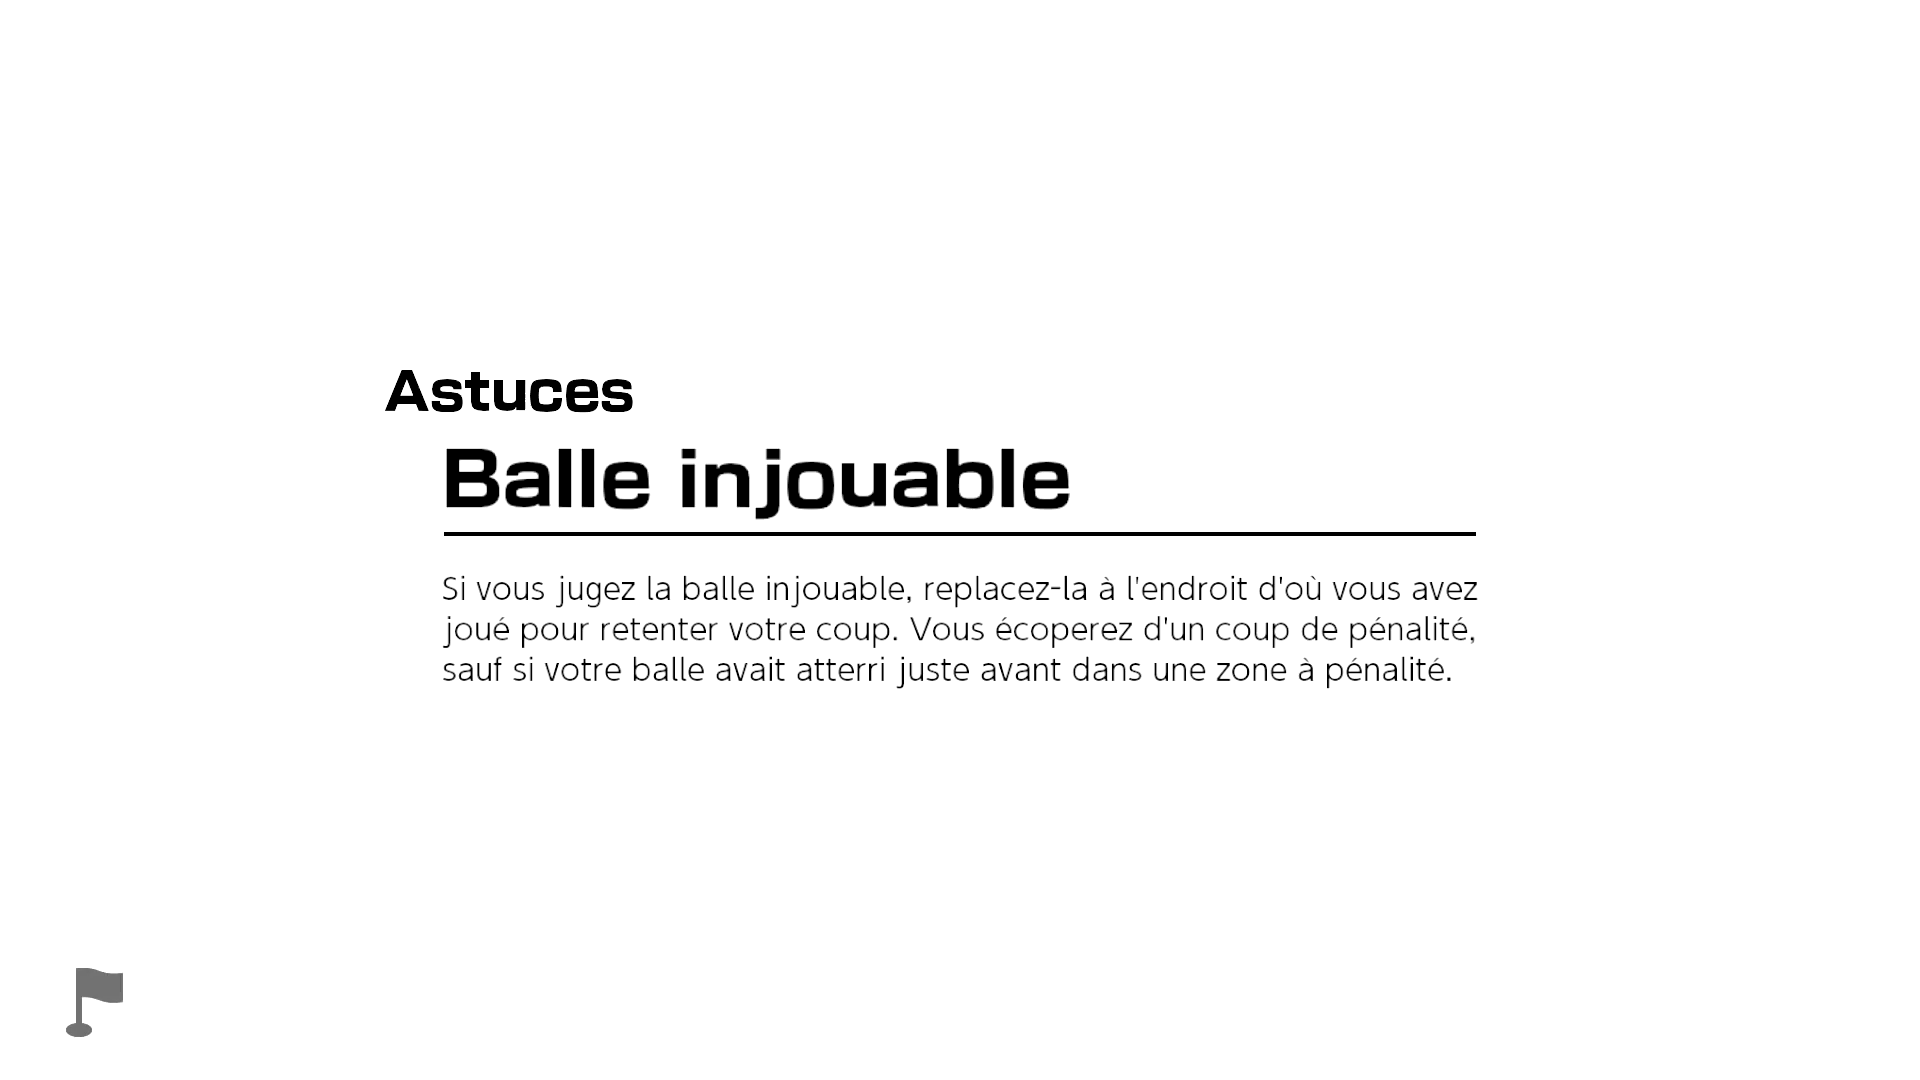 Astuces
Balle injouable
Si vous jugez la balle injouable, replacez-la à l'endroit d'où vous avez
joué pour retenter votre coup. Vous écoperez d'un coup de pénalité,
sauf si votre balle avait atterri juste avant dans une zone à pénalité.